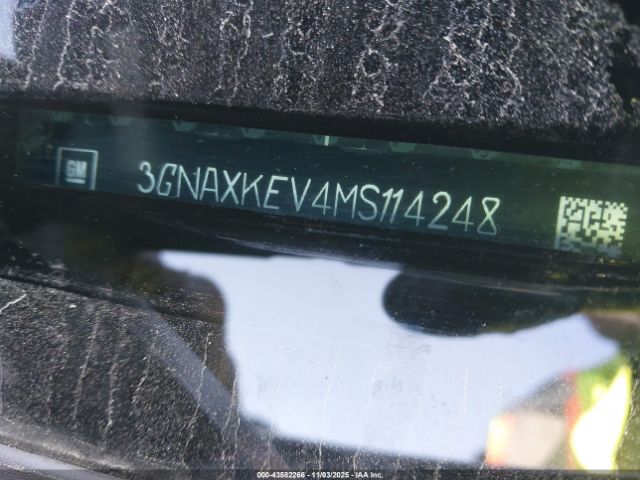 GM
3GNAXKEV4MS114248
000-43582266 - 11/03/2025 - IAA Inc.